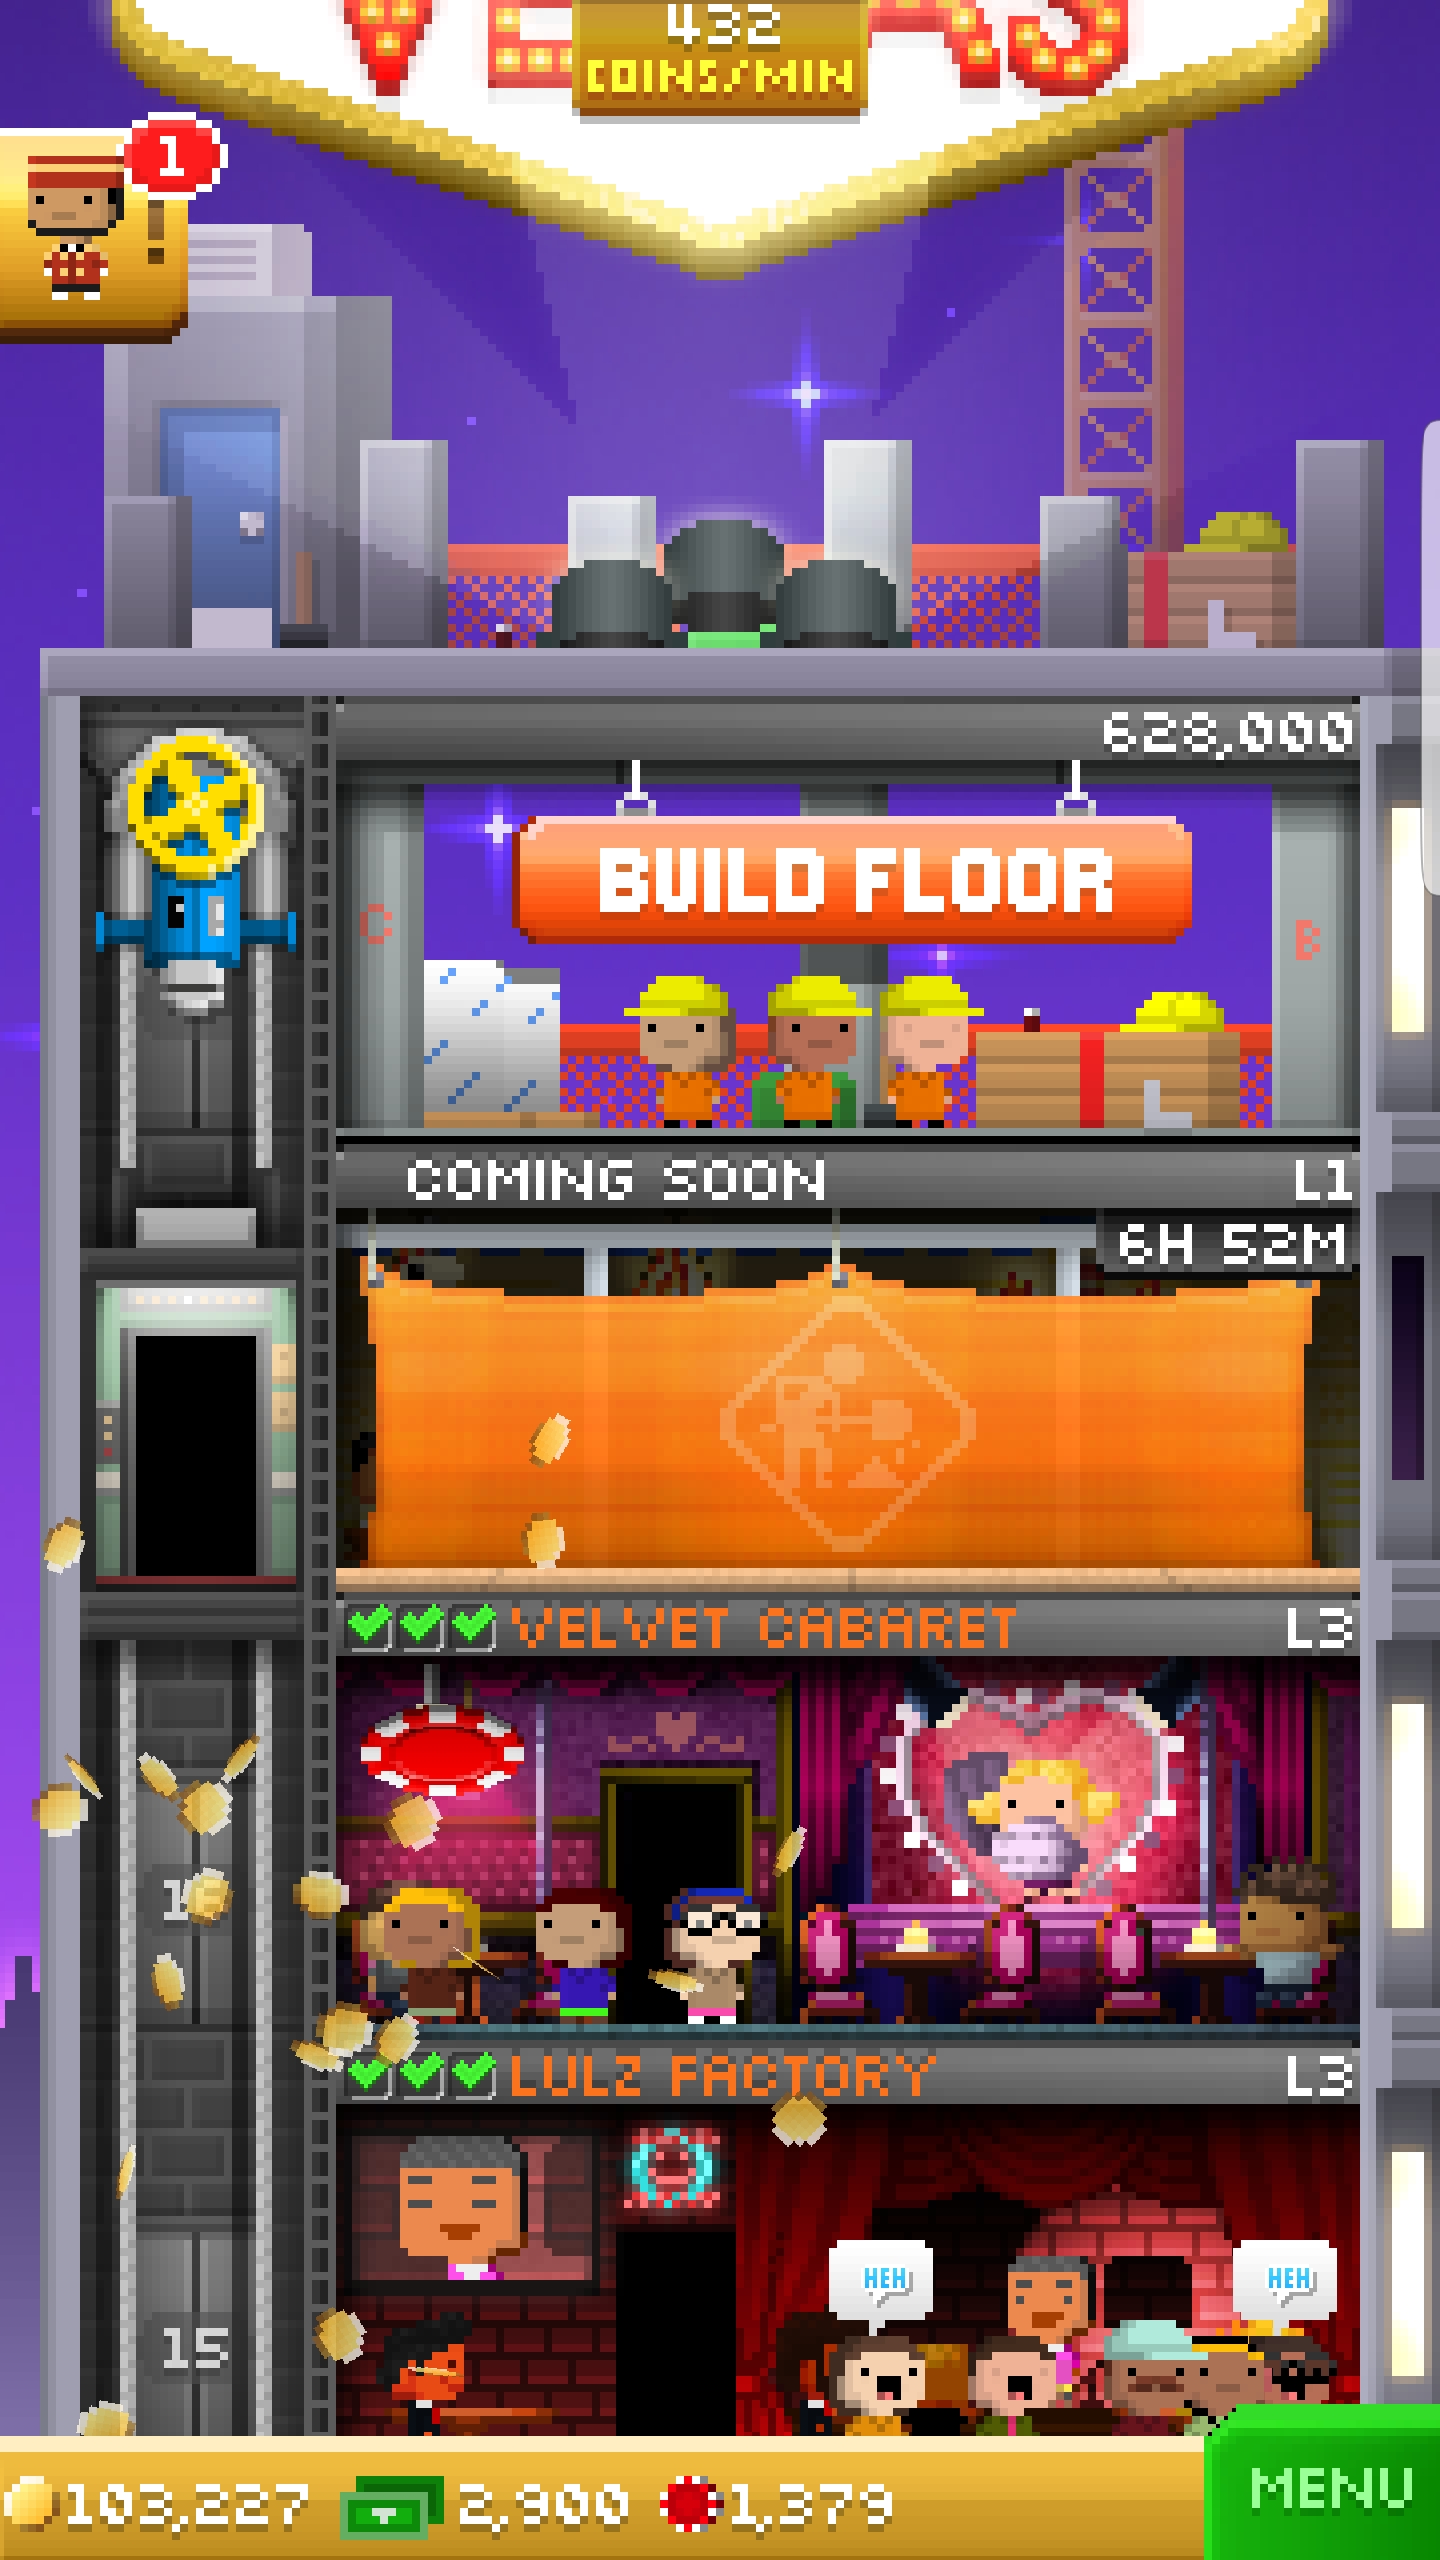 432
COINS/MIN
1
628,000
BUILD FLOOR
C
B
COMING SOON
L1
6H 52M
VELVET CABARET
L3
LULZ FACTORY
L3
HEH
HEH
15
103,227
2,900
1,379
MENU